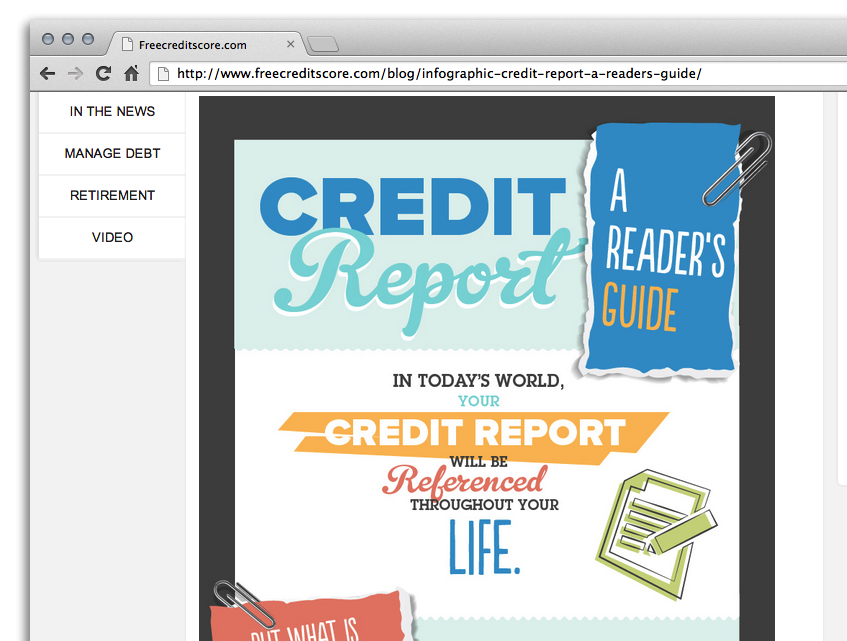 Freecreditscore.com
http://www.freecreditscore.com/blog/infographic-credit-report-a-readers-guide/
IN THE NEWS
MANAGE DEBT
RETIREMENT
VIDEO
CREDIT
Report
A
READER'S
GUIDE
IN TODAY'S WORLD,
YOUR
CREDIT REPORT
WILL BE
Referenced
THROUGHOUT YOUR
LIFE.
BUT WHAT IS